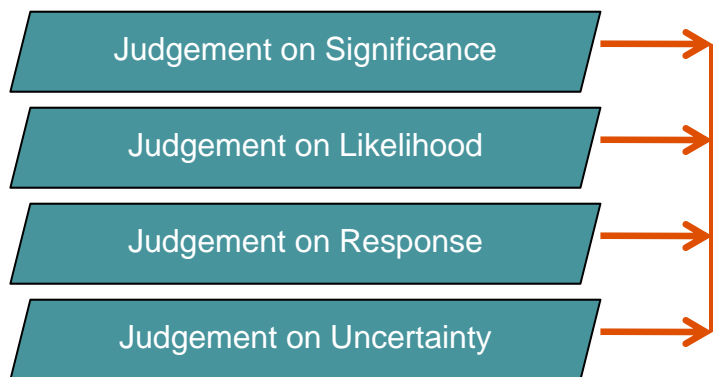 Judgement on Significance
Judgement on Likelihood
Judgement on Response
Judgement on Uncertainty